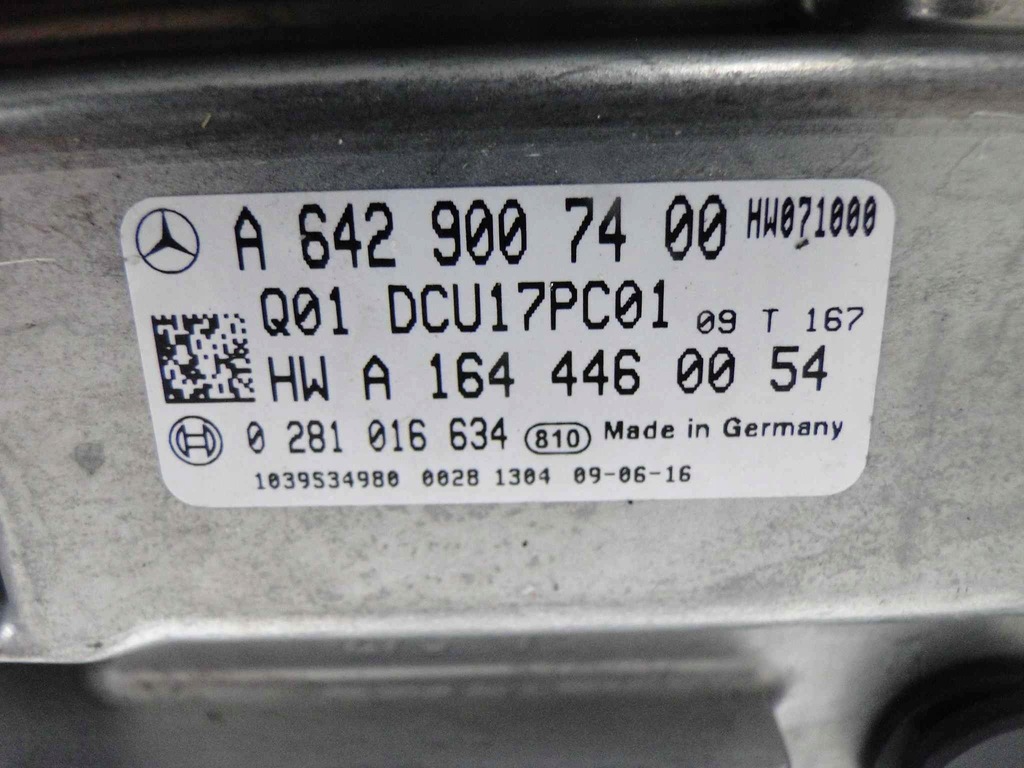 A 642 900 74 00 HW071000
Q01 DCU17PC01 09 T 167
HW A 164 446 00 54
0 281 016 634 810 Made in Germany
1039S34980 0028 1304 09-06-16